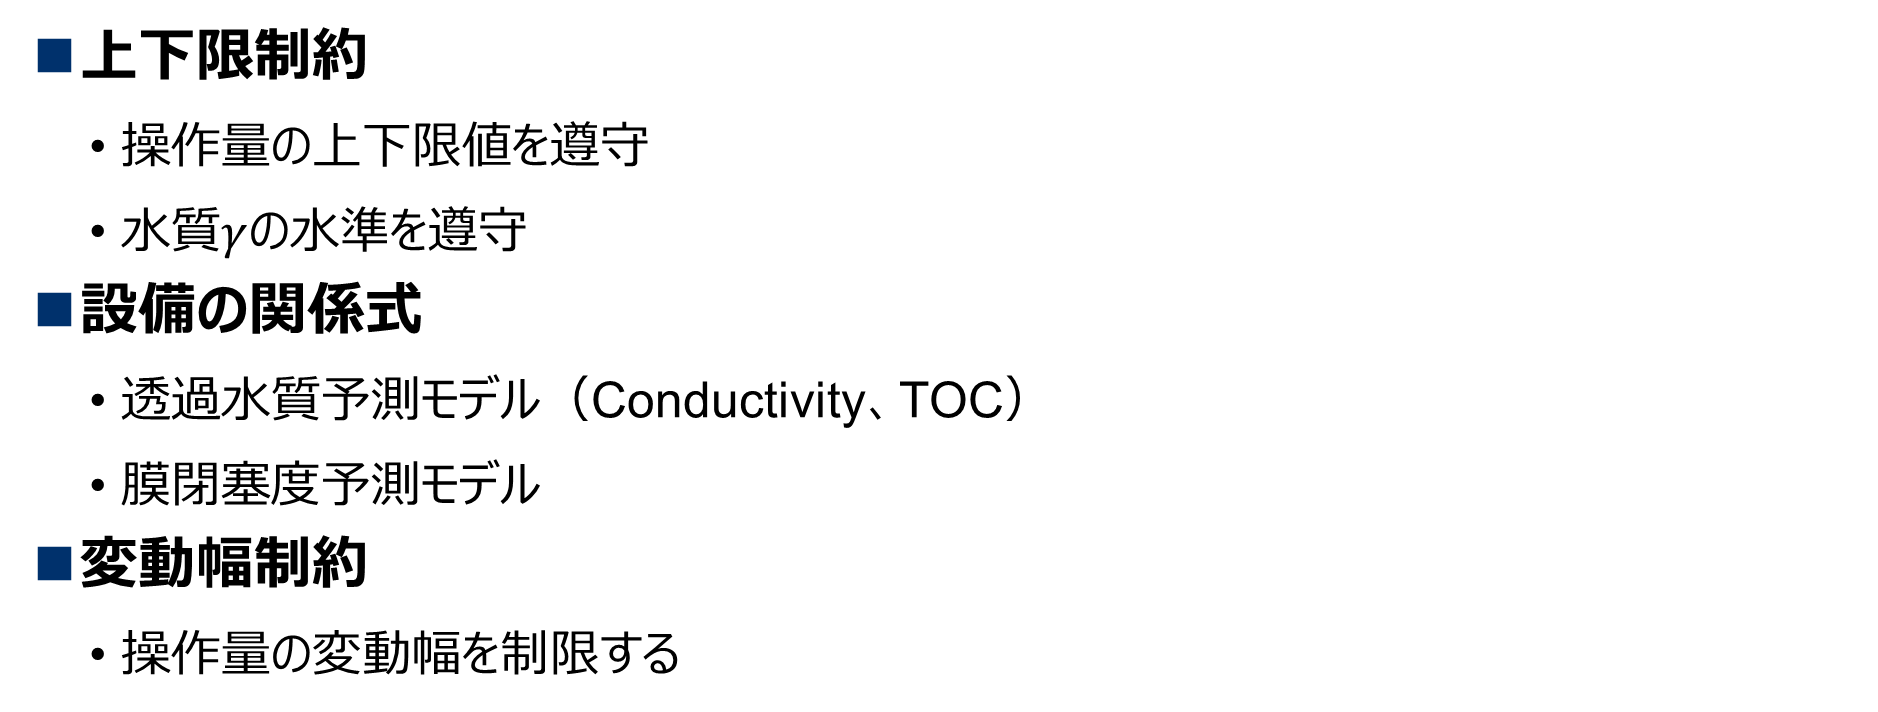 ■上下限制約
• 操作量の上下限値を遵守
• 水質γの水準を遵守
■設備の関係式
• 透過水質予測モデル（Conductivity、TOC）
• 膜閉塞度予測モデル
■変動幅制約
• 操作量の変動幅を制限する